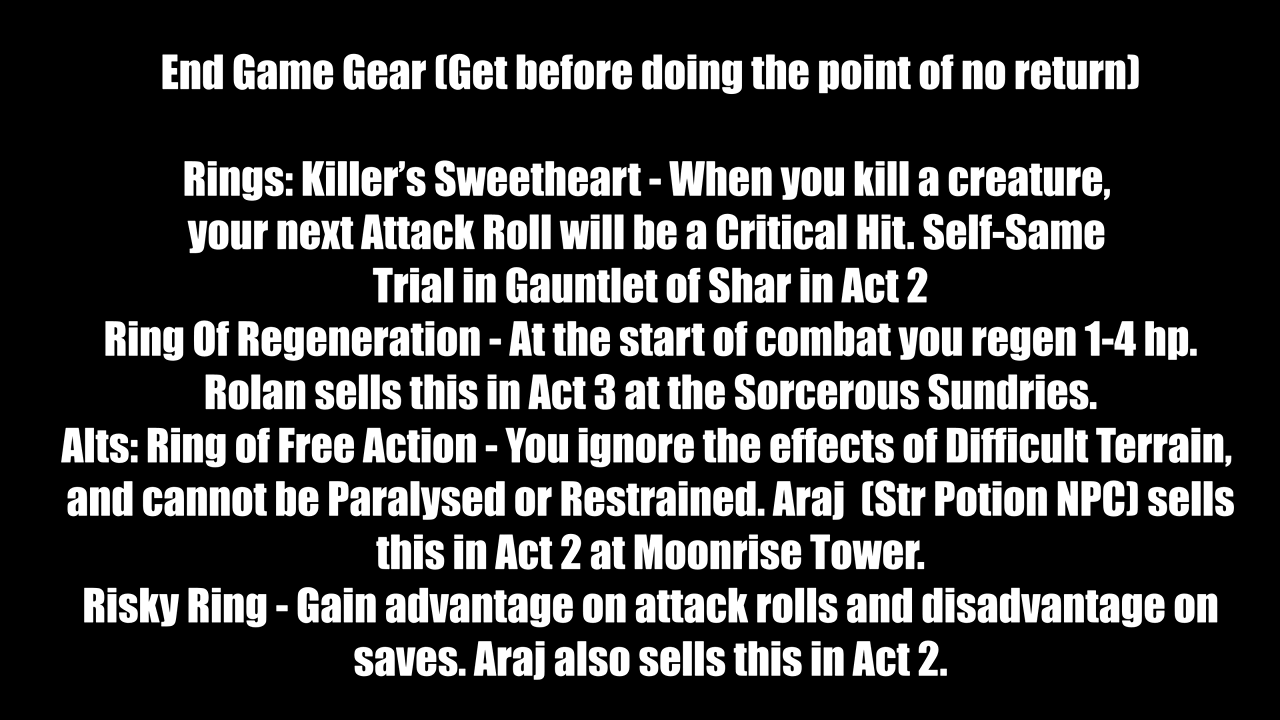 End Game Gear (Get before doing the point of no return)
Rings: Killer’s Sweetheart - When you kill a creature,
your next Attack Roll will be a Critical Hit. Self-Same
Trial in Gauntlet of Shar in Act 2
Ring Of Regeneration - At the start of combat you regen 1-4 hp.
Rolan sells this in Act 3 at the Sorcerous Sundries.
Alts: Ring of Free Action - You ignore the effects of Difficult Terrain,
and cannot be Paralysed or Restrained. Araj  (Str Potion NPC) sells
this in Act 2 at Moonrise Tower.
Risky Ring - Gain advantage on attack rolls and disadvantage on
saves. Araj also sells this in Act 2.